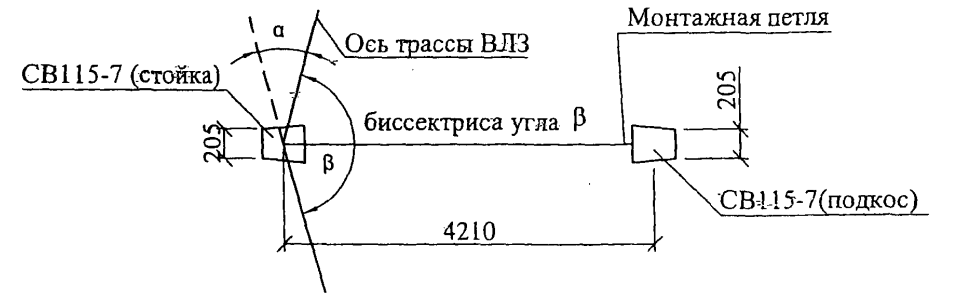 Монтажная петля
α
Ось трассы ВЛЗ
СВ115-7 (стойка)
205
биссектриса угла β
205
β
СВ115-7(подкос)
4210